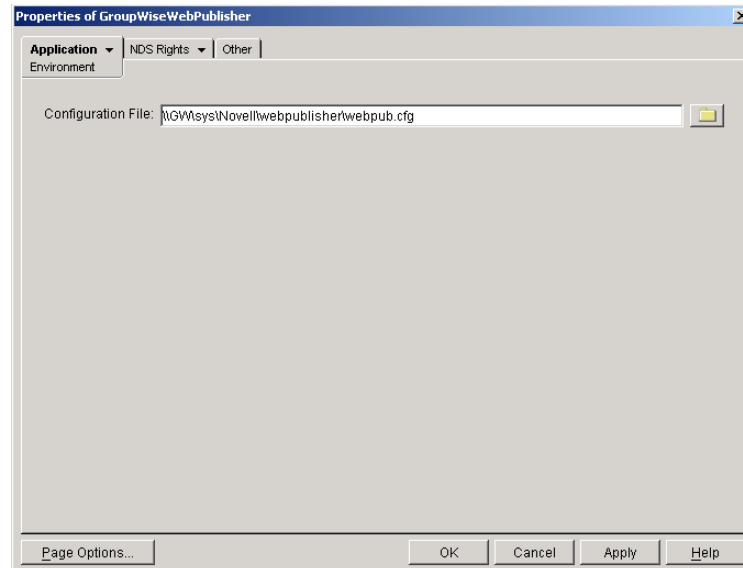 Properties of GroupWiseWebPublisher
Application NDS Rights Other
Environment
Configuration File: \\GW\sys\Novell\webpublisher\webpub.cfg
Page Options... OK Cancel Apply Help